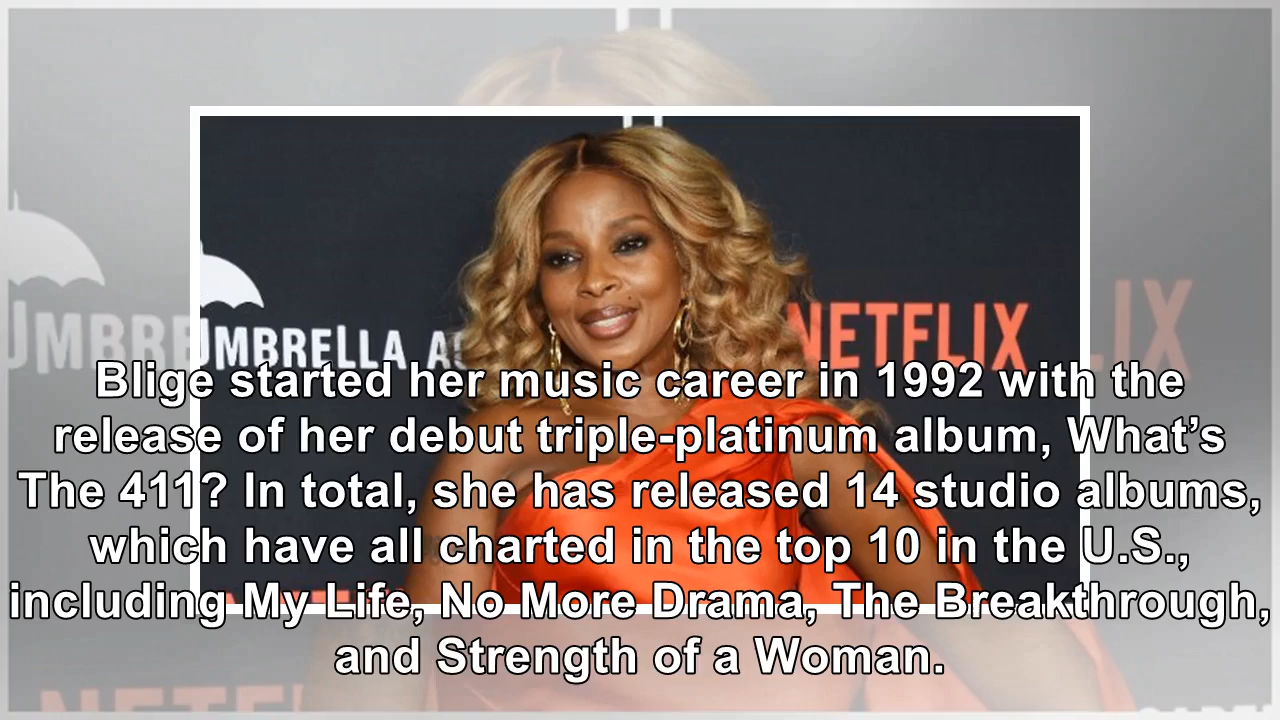 UMBRELLA
NETFLIX
Blige started her music career in 1992 with the
release of her debut triple-platinum album, What’s
The 411? In total, she has released 14 studio albums,
which have all charted in the top 10 in the U.S.,
including My Life, No More Drama, The Breakthrough,
and Strength of a Woman.